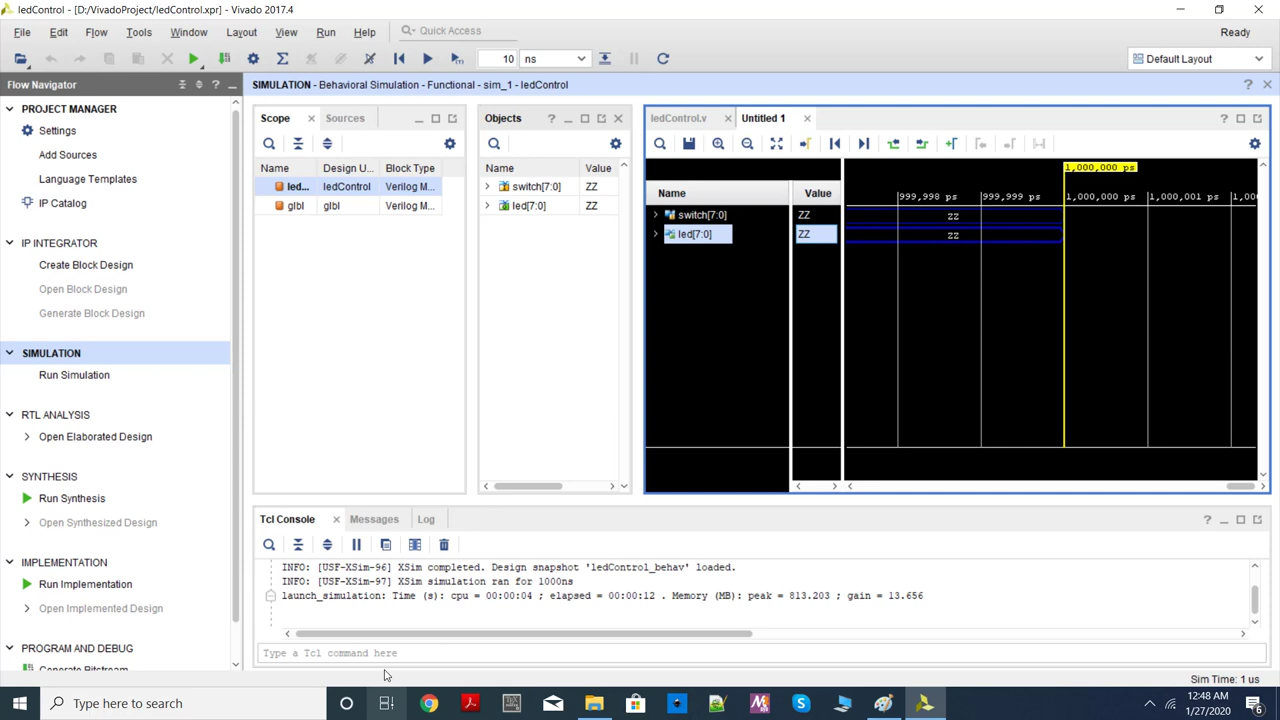 ledControl - [D:/VivadoProject/ledControl.xpr] - Vivado 2017.4
File Edit Flow Tools Window Layout View Run Help Quick Access Ready
10 ns Default Layout
Flow Navigator
SIMULATION - Behavioral Simulation - Functional - sim_1 - ledControl
PROJECT MANAGER
Settings
Add Sources
Language Templates
IP Catalog
IP INTEGRATOR
Create Block Design
Open Block Design
Generate Block Design
SIMULATION
Run Simulation
RTL ANALYSIS
Open Elaborated Design
SYNTHESIS
Run Synthesis
Open Synthesized Design
IMPLEMENTATION
Run Implementation
Open Implemented Design
PROGRAM AND DEBUG
Generate Bitstream
Scope Sources
Name Design U... Block Type
led... ledControl Verilog M...
glbl glbl Verilog M...
Objects
Name Value
switch[7:0] ZZ
led[7:0] ZZ
ledControl.v Untitled 1
1,000,000 ps
Name Value
999,998 ps 999,999 ps 1,000,000 ps 1,000,001 ps 1,000
switch[7:0] ZZ ZZ
led[7:0] ZZ ZZ
Tcl Console Messages Log
INFO: [USF-XSim-96] XSim completed. Design snapshot 'ledControl_behav' loaded.
INFO: [USF-XSim-97] XSim simulation ran for 1000ns
launch_simulation: Time (s): cpu = 00:00:04 ; elapsed = 00:00:12 . Memory (MB): peak = 813.203 ; gain = 13.656
Type a Tcl command here
Sim Time: 1 us
Type here to search
12:48 AM
1/27/2020
6